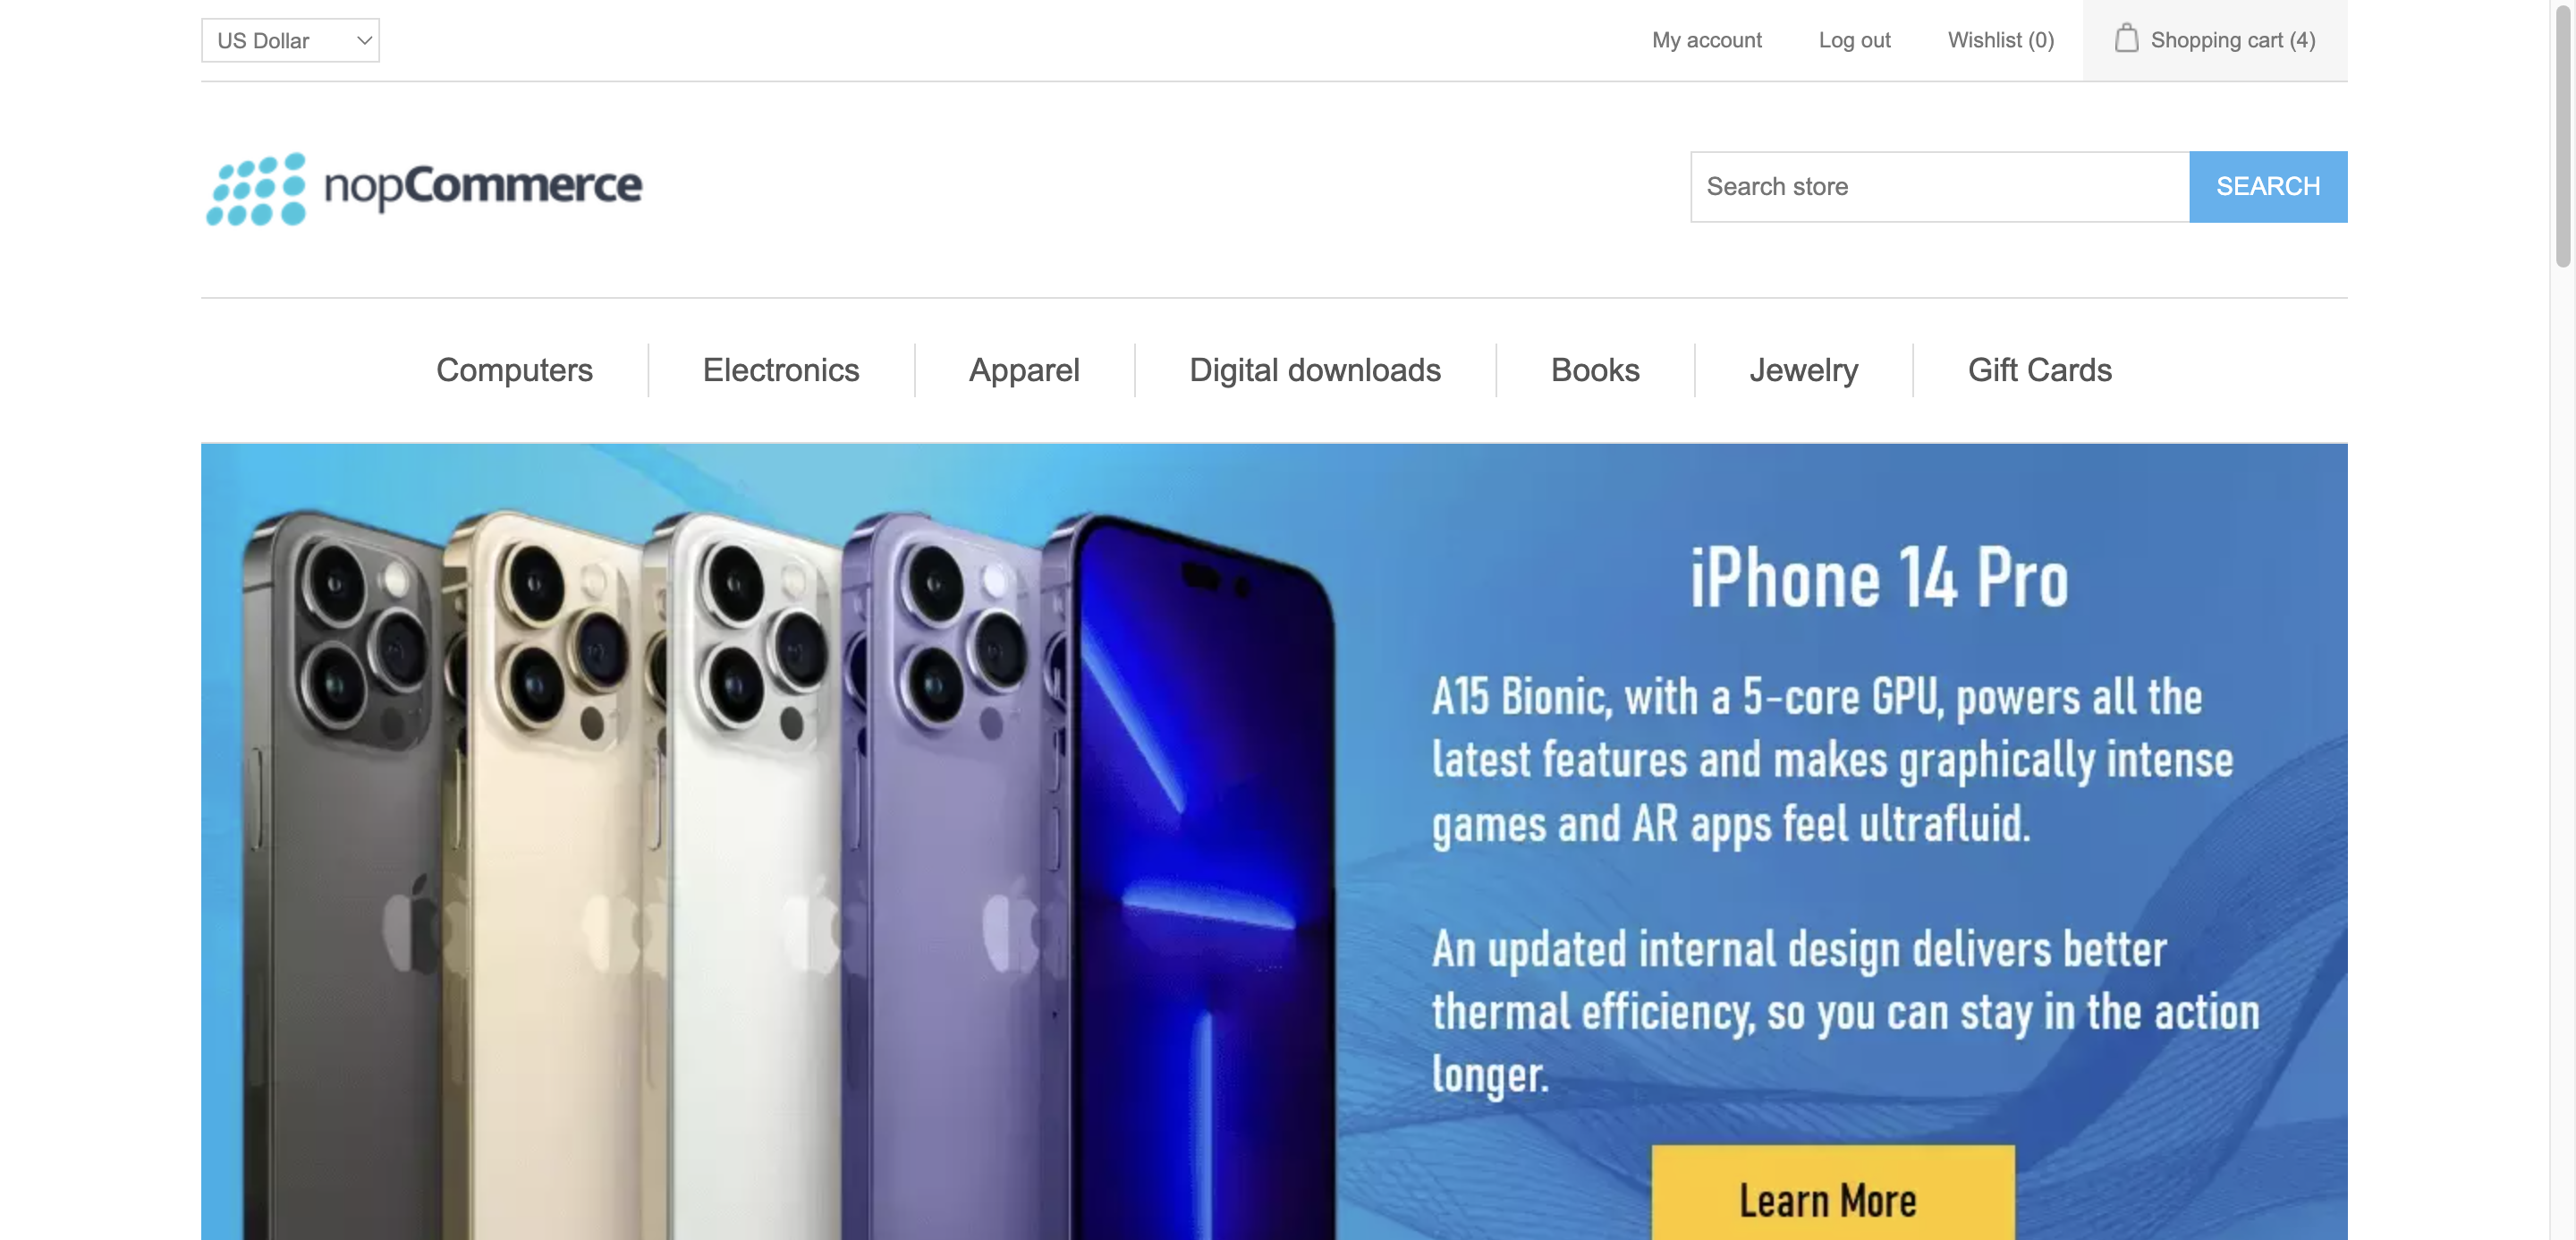 US Dollar
My account
Log out
Wishlist (0)
Shopping cart (4)
nopCommerce
Search store
SEARCH
Computers
Electronics
Apparel
Digital downloads
Books
Jewelry
Gift Cards
iPhone 14 Pro
A15 Bionic, with a 5-core GPU, powers all the
latest features and makes graphically intense
games and AR apps feel ultrafluid.
An updated internal design delivers better
thermal efficiency, so you can stay in the action
longer.
Learn More